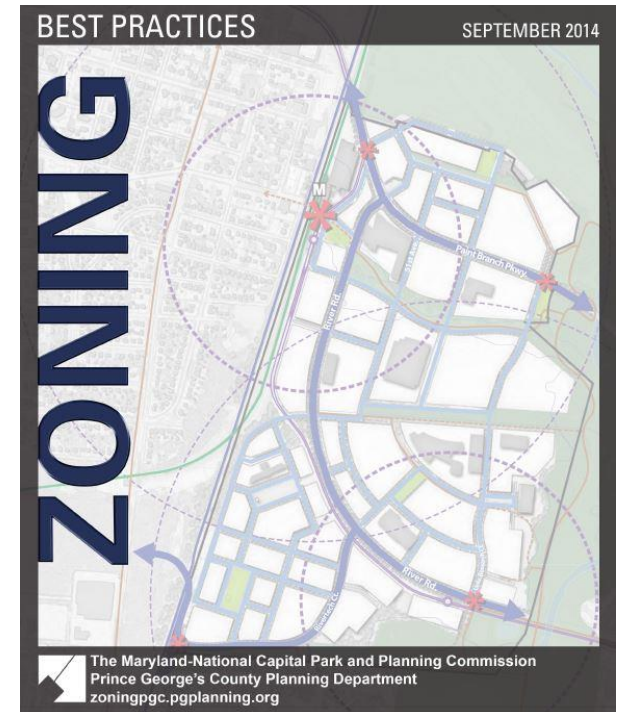 BEST PRACTICES
SEPTEMBER 2014
ZONING
M
Paint Branch Pkwy.
River Rd.
River Rd.
The Maryland-National Capital Park and Planning Commission
Prince George's County Planning Department
zoningpgc.pgplanning.org